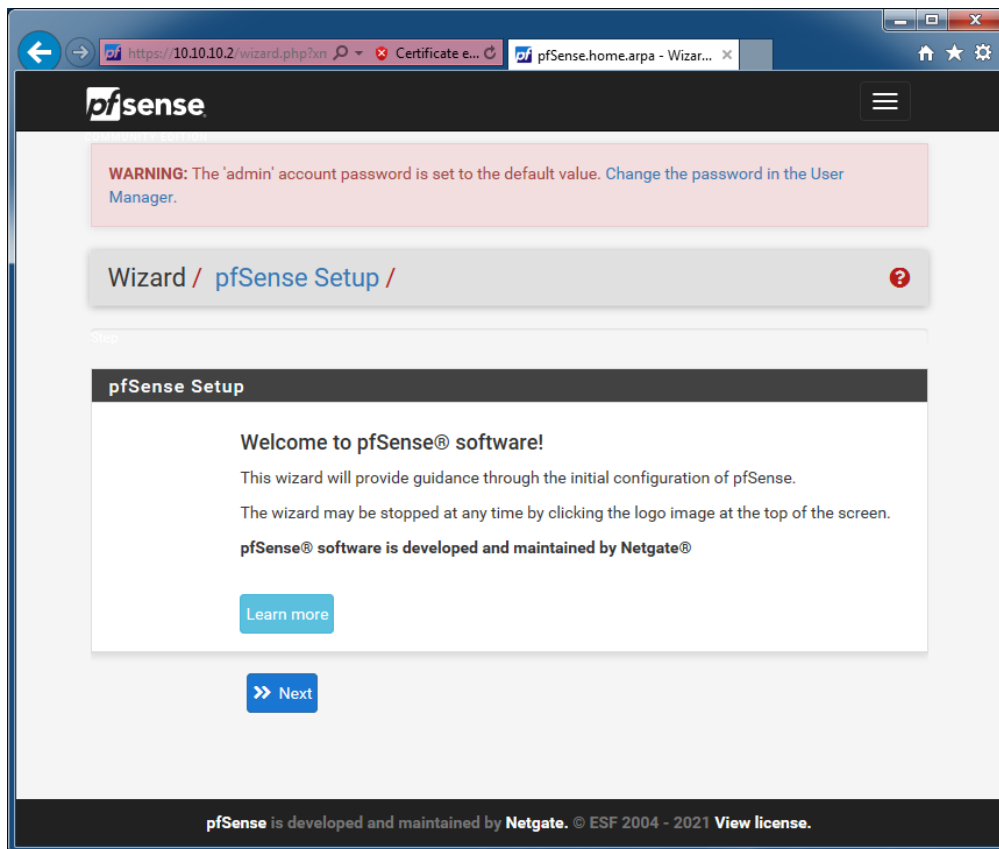 https://10.10.10.2/wizard.php?xn
Certificate e...
pfSense.home.arpa - Wizar...
pfsense
COMMUNITY EDITION
WARNING: The 'admin' account password is set to the default value. Change the password in the User
Manager.
Wizard / pfSense Setup /
Step
pfSense Setup
Welcome to pfSense® software!
This wizard will provide guidance through the initial configuration of pfSense.
The wizard may be stopped at any time by clicking the logo image at the top of the screen.
pfSense® software is developed and maintained by Netgate®
Learn more
Next
pfSense is developed and maintained by Netgate. © ESF 2004 - 2021 View license.